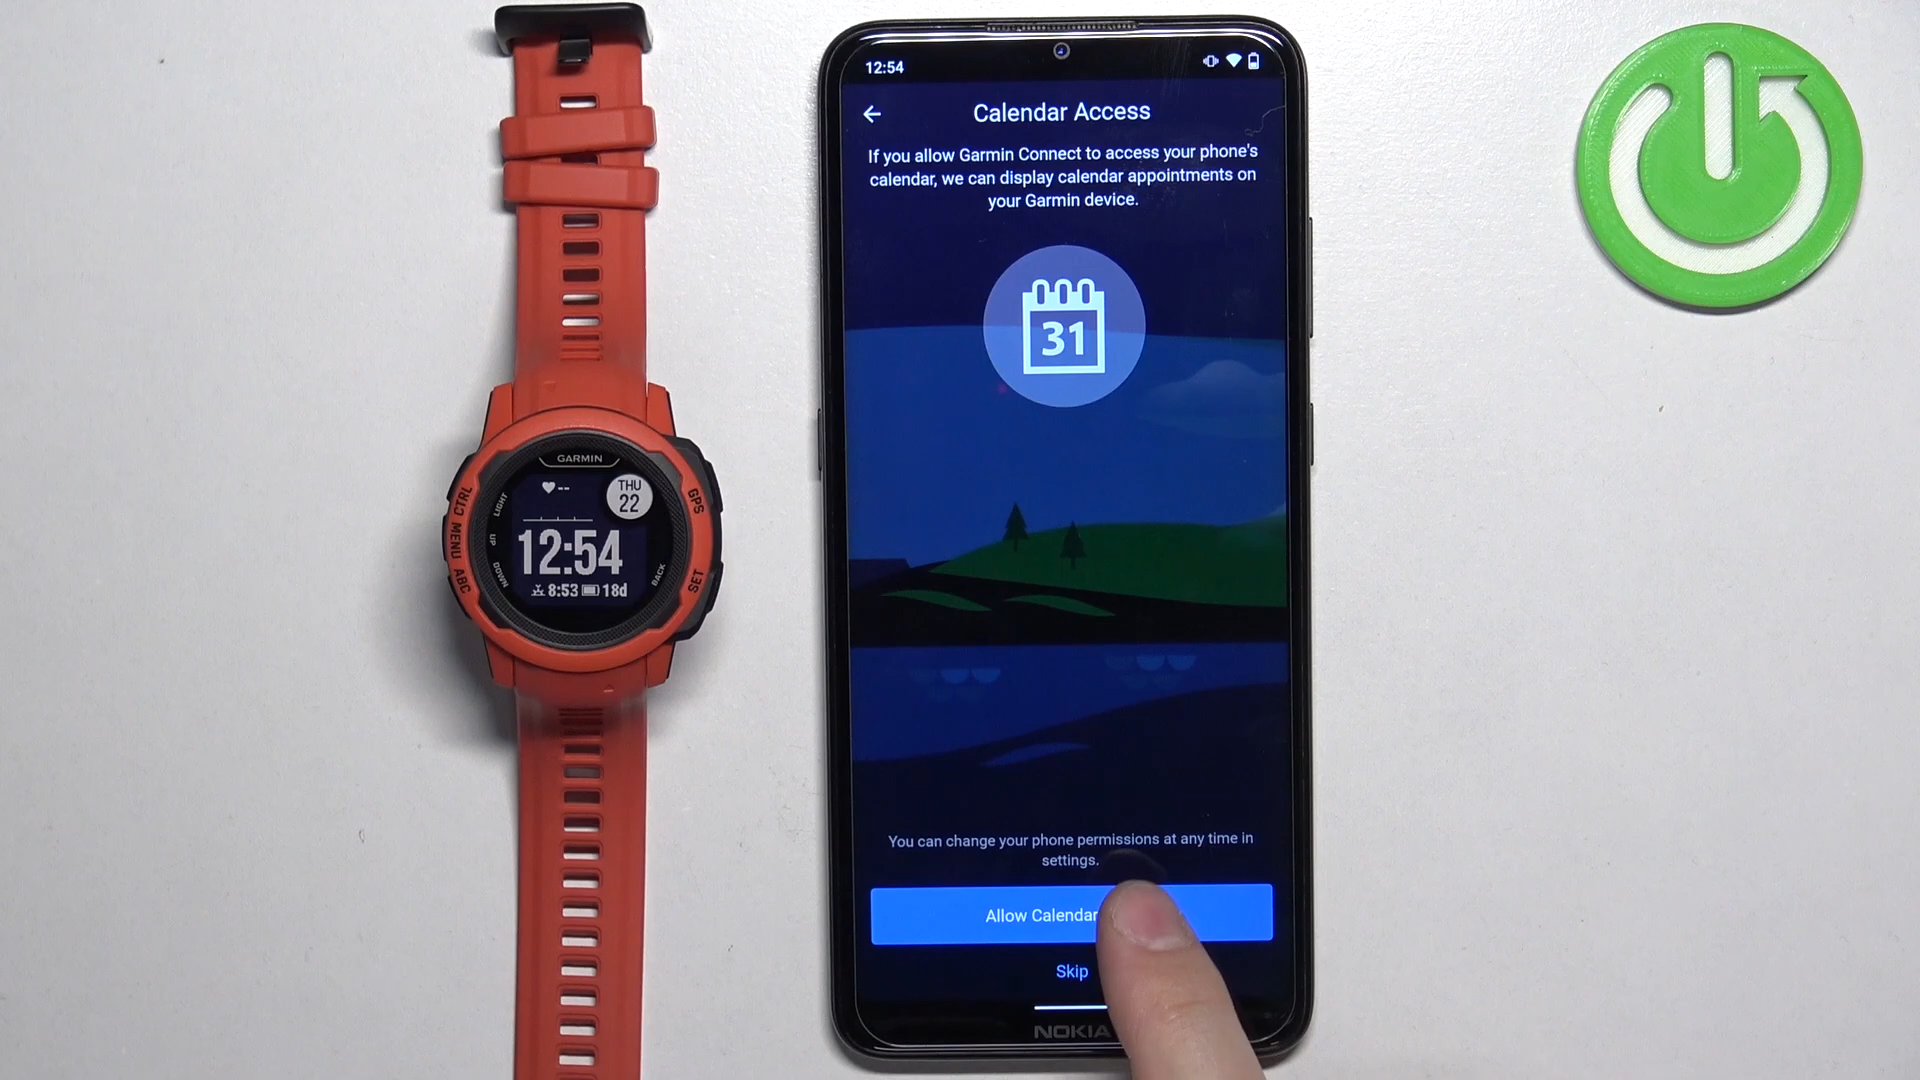 12:54
Calendar Access
If you allow Garmin Connect to access your phone's
calendar, we can display calendar appointments on
your Garmin device.
31
You can change your phone permissions at any time in
settings.
Allow Calendar
Skip
NOKIA
GARMIN
THU
22
--
12:54
8:53 18d
CTRL
MENU
ABC
LIGHT
UP
DOWN
GPS
SET
BACK